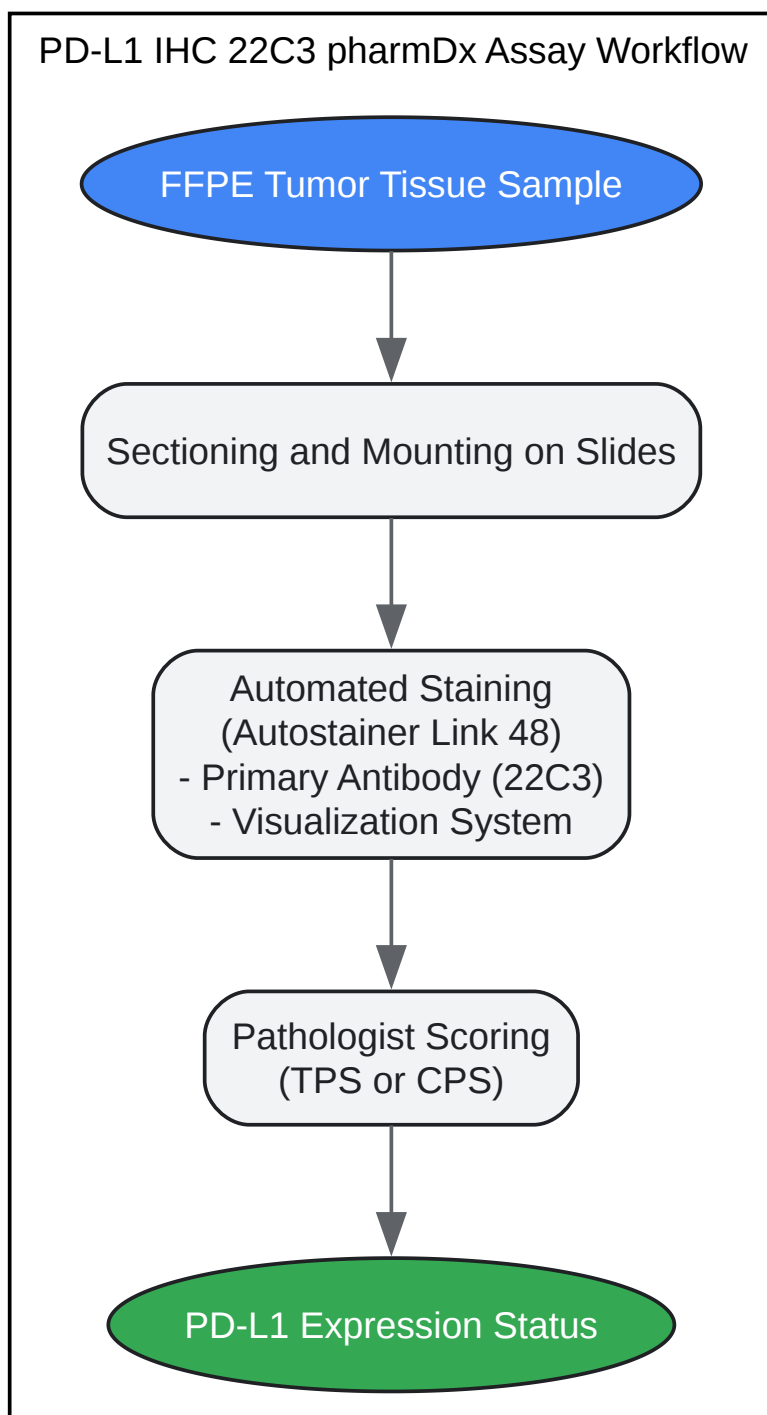 PD-L1 IHC 22C3 pharmDx Assay Workflow
FFPE Tumor Tissue Sample
Sectioning and Mounting on Slides
Automated Staining
(Autostainer Link 48)
- Primary Antibody (22C3)
- Visualization System
Pathologist Scoring
(TPS or CPS)
PD-L1 Expression Status